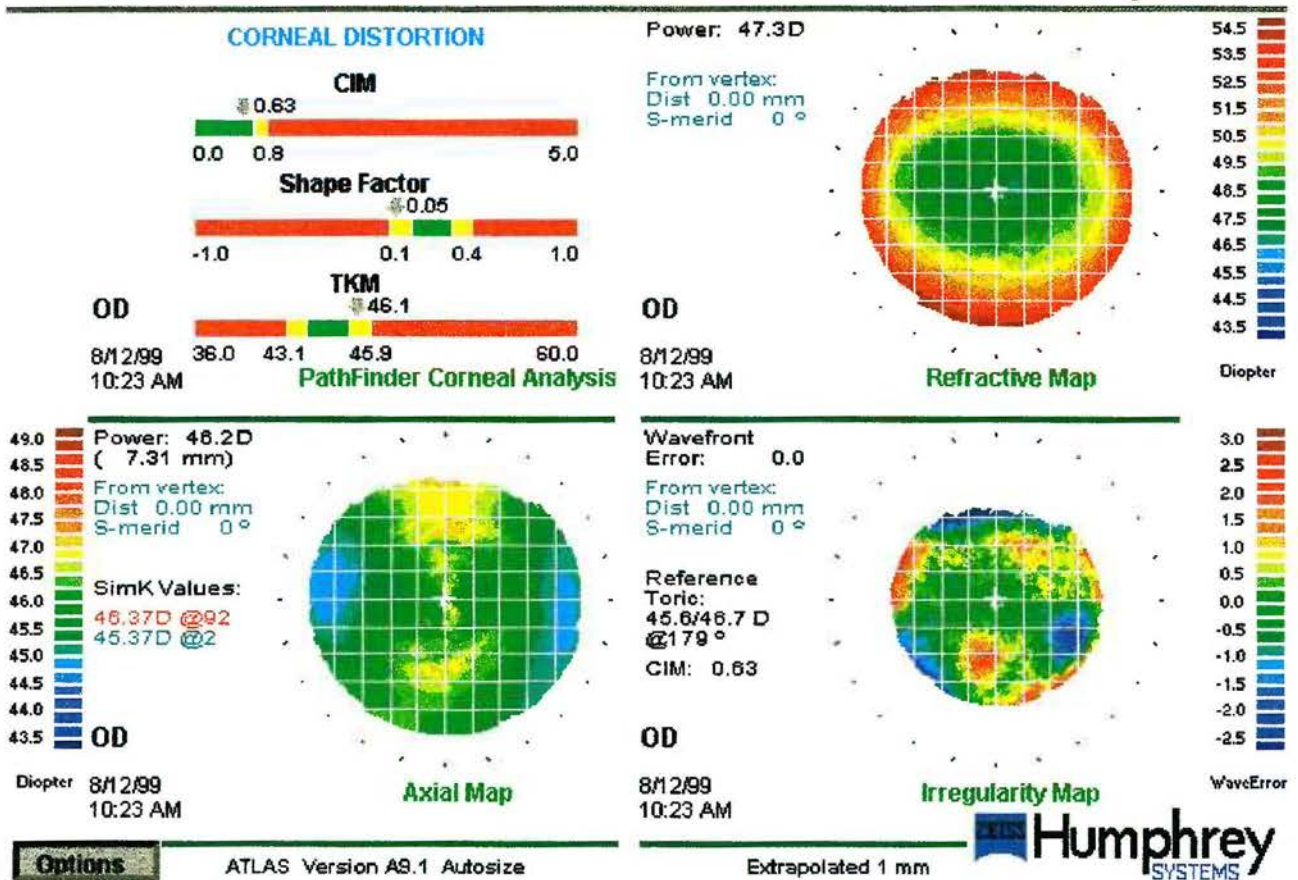 CORNEAL DISTORTION
CIM
0.63
0.0 0.8 5.0
Shape Factor
0.05
-1.0 0.1 0.4 1.0
TKM
46.1
OD
36.0 43.1 45.9 60.0
8/12/99
10:23 AM
PathFinder Corneal Analysis
Power: 47.3D
From vertex:
Dist 0.00 mm
S-merid 0 °
OD
8/12/99
10:23 AM
Refractive Map
54.5
53.5
52.5
51.5
50.5
49.5
48.5
47.5
46.5
45.5
44.5
43.5
Diopter
49.0
48.5
48.0
47.5
47.0
46.5
46.0
45.5
45.0
44.5
44.0
43.5
Diopter
Power: 46.2D
( 7.31 mm)
From vertex:
Dist 0.00 mm
S-merid 0 °
SimK Values:
46.37D @92
45.37D @2
OD
8/12/99
10:23 AM
Axial Map
Wavefront
Error: 0.0
From vertex:
Dist 0.00 mm
S-merid 0 °
Reference
Toric:
45.6/46.7 D
@179 °
CIM: 0.63
OD
8/12/99
10:23 AM
Irregularity Map
3.0
2.5
2.0
1.5
1.0
0.5
0.0
-0.5
-1.0
-1.5
-2.0
-2.5
WaveError
Options
ATLAS Version A9.1 Autosize
Extrapolated 1 mm
ZEISS Humphrey
SYSTEMS